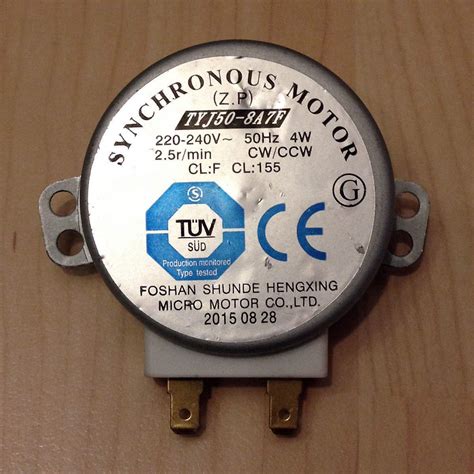 SYNCHRONOUS MOTOR
(Z.P)
TYJ50-8A7F
220-240V~ 50Hz 4W
2.5r/min CW/CCW
CL:F CL:155
G
S
TÜV
SÜD
CE
Production monitored
Type tested
FOSHAN SHUNDE HENGXING
MICRO MOTOR CO.,LTD.
2015 08 28